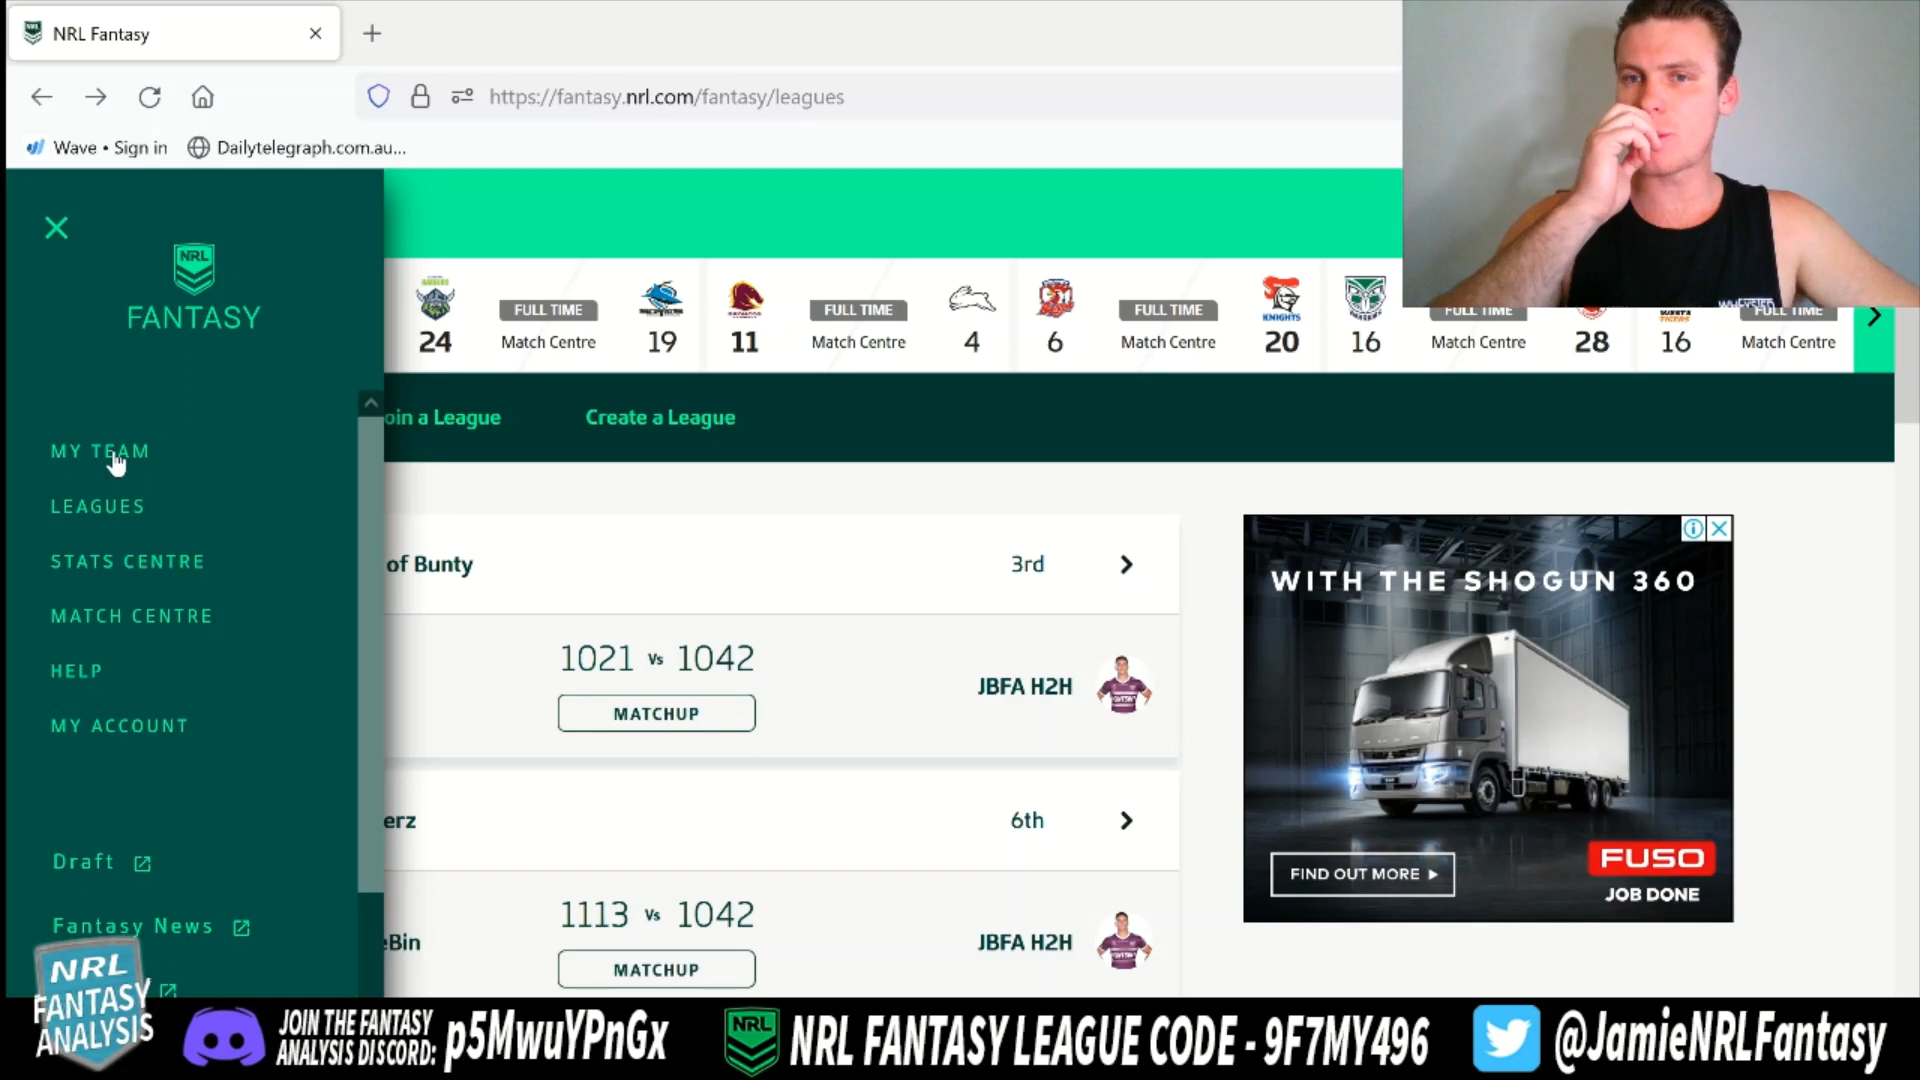 NRL Fantasy
https://fantasy.nrl.com/fantasy/leagues
Wave • Sign in Dailytelegraph.com.au...
NRL
FANTASY
MY TEAM
LEAGUES
STATS CENTRE
MATCH CENTRE
HELP
MY ACCOUNT
Draft
Fantasy News
FULL TIME FULL TIME FULL TIME FULL TIME FULL TIME
KNIGHTS
24 Match Centre 19 11 Match Centre 4 6 Match Centre 20 16 Match Centre 28 16 Match Centre
oin a League Create a League
of Bunty 3rd
1021 Vs 1042
JBFA H2H
MATCHUP
erz 6th
1113 Vs 1042
eBin JBFA H2H
MATCHUP
WITH THE SHOGUN 360
FIND OUT MORE
FUSO
JOB DONE
NRL
FANTASY
ANALYSIS
JOIN THE FANTASY
ANALYSIS DISCORD: p5MwuYPnGx
NRL
NRL FANTASY LEAGUE CODE - 9F7MY496
@JamieNRLFantasy